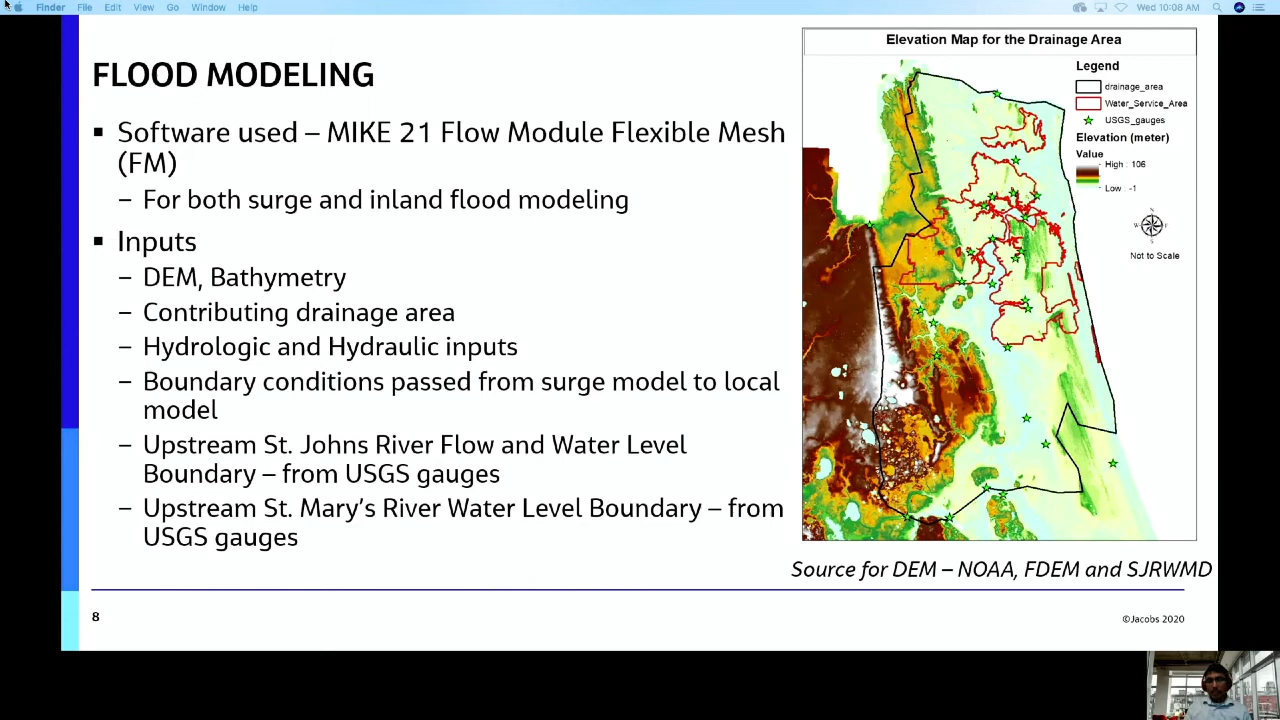 Finder File Edit View Go Window Help Wed 10:08 AM
FLOOD MODELING
▪ Software used – MIKE 21 Flow Module Flexible Mesh
(FM)
– For both surge and inland flood modeling
▪ Inputs
– DEM, Bathymetry
– Contributing drainage area
– Hydrologic and Hydraulic inputs
– Boundary conditions passed from surge model to local
model
– Upstream St. Johns River Flow and Water Level
Boundary – from USGS gauges
– Upstream St. Mary’s River Water Level Boundary – from
USGS gauges
Elevation Map for the Drainage Area
Legend
drainage_area
Water_Service_Area
USGS_gauges
Elevation (meter)
Value
High : 106
Low : -1
N
W
S
Not to Scale
Source for DEM – NOAA, FDEM and SJRWMD
8
©Jacobs 2020